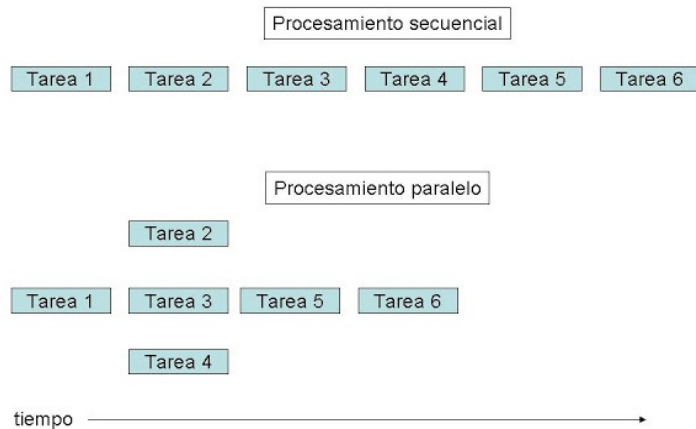 Procesamiento secuencial
Tarea 1 Tarea 2 Tarea 3 Tarea 4 Tarea 5 Tarea 6
Procesamiento paralelo
Tarea 2
Tarea 1 Tarea 3 Tarea 5 Tarea 6
Tarea 4
tiempo